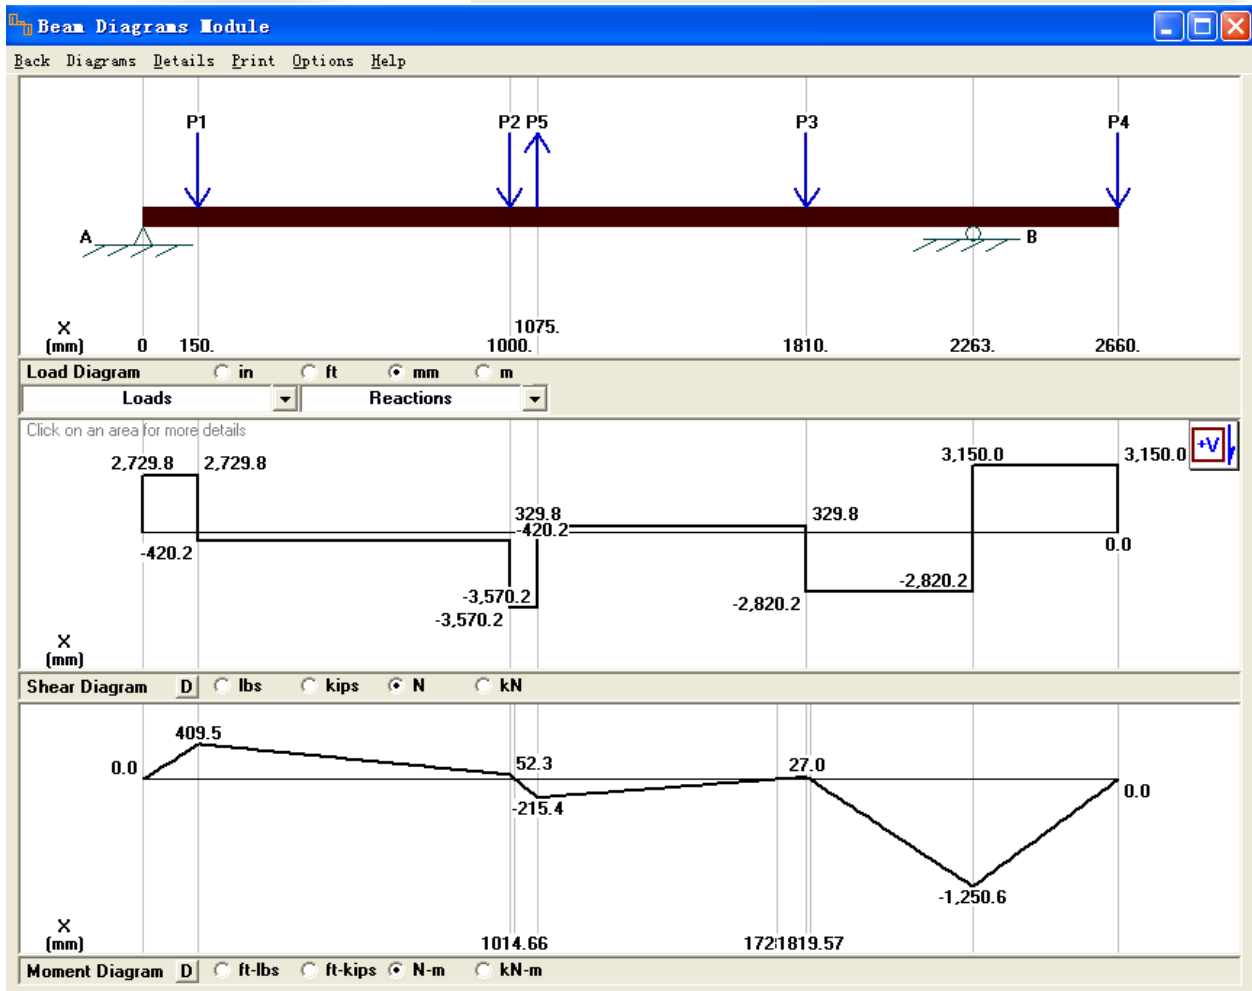 Beam Diagrams Module
Back Diagrams Details Print Options Help
P1 P2 P5 P3 P4
A B
1075.
X
(mm) 0 150. 1000. 1810. 2263. 2660.
Load Diagram in ft mm m
Loads Reactions
Click on an area for more details
+V
2,729.8 2,729.8 3,150.0 3,150.0
329.8 329.8
-420.2
-420.2 0.0
-2,820.2
-3,570.2 -2,820.2
-3,570.2
X
(mm)
Shear Diagram D lbs kips N kN
409.5
0.0 52.3 27.0
0.0
-215.4
-1,250.6
X
(mm) 1014.66 1819.57
Moment Diagram D ft-lbs ft-kips N-m kN-m